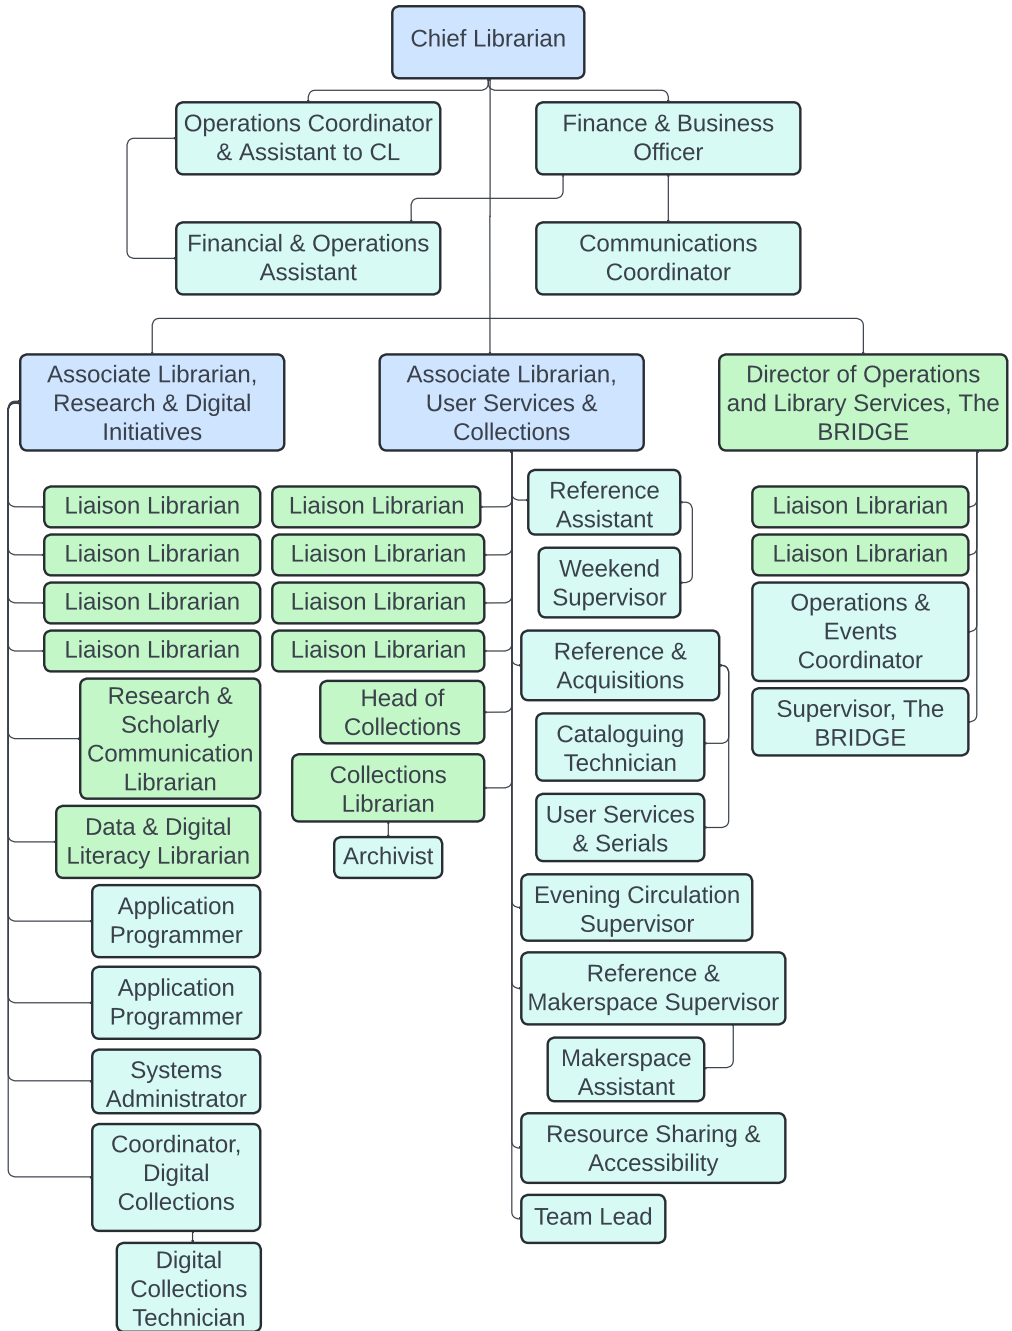 Chief Librarian
Operations Coordinator
& Assistant to CL
Finance & Business
Officer
Financial & Operations
Assistant
Communications
Coordinator
Associate Librarian,
Research & Digital
Initiatives
Liaison Librarian
Liaison Librarian
Liaison Librarian
Liaison Librarian
Research &
Scholarly
Communication
Librarian
Data & Digital
Literacy Librarian
Application
Programmer
Application
Programmer
Systems
Administrator
Coordinator,
Digital
Collections
Digital
Collections
Technician
Associate Librarian,
User Services &
Collections
Liaison Librarian
Liaison Librarian
Liaison Librarian
Liaison Librarian
Head of
Collections
Collections
Librarian
Archivist
Reference
Assistant
Weekend
Supervisor
Reference &
Acquisitions
Cataloguing
Technician
User Services
& Serials
Evening Circulation
Supervisor
Reference &
Makerspace Supervisor
Makerspace
Assistant
Resource Sharing &
Accessibility
Team Lead
Director of Operations
and Library Services, The
BRIDGE
Liaison Librarian
Liaison Librarian
Operations &
Events
Coordinator
Supervisor, The
BRIDGE